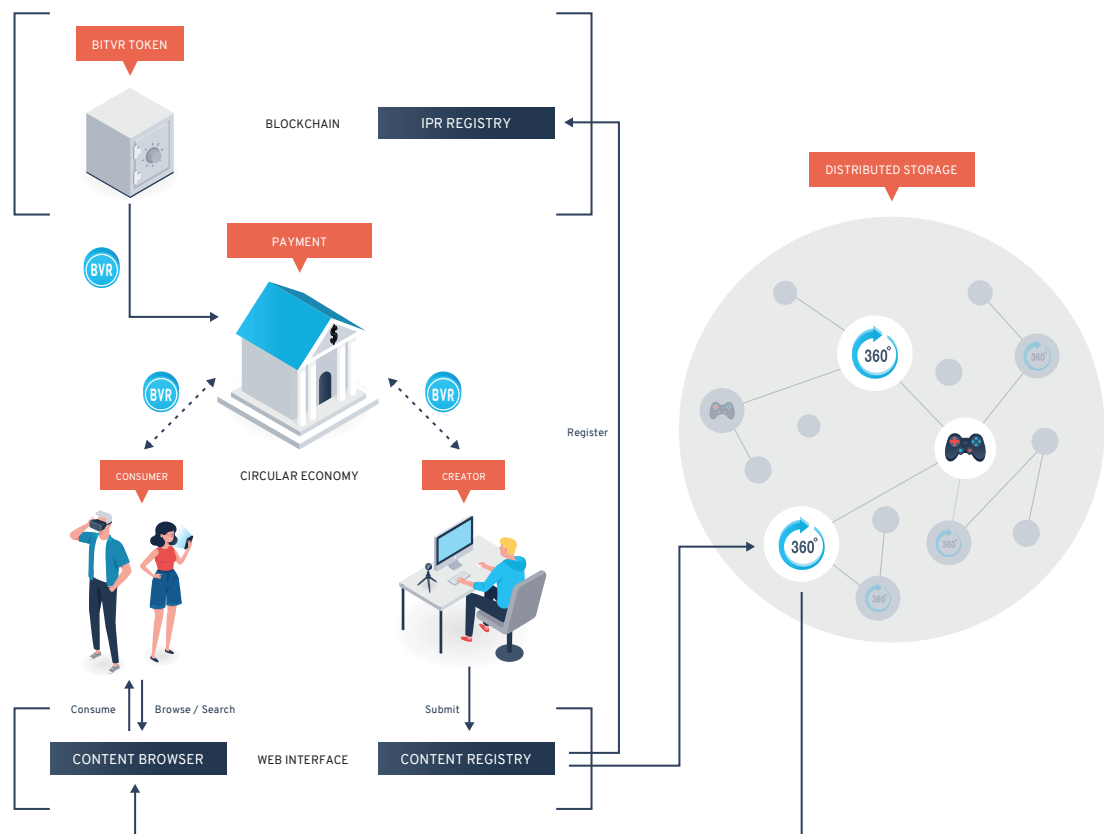 BITVR TOKEN
BLOCKCHAIN
IPR REGISTRY
DISTRIBUTED STORAGE
PAYMENT
BVR
$
360°
360°
BVR
BVR
Register
CONSUMER
CIRCULAR ECONOMY
CREATOR
360°
360°
360°
Consume
Browse / Search
Submit
CONTENT BROWSER
WEB INTERFACE
CONTENT REGISTRY